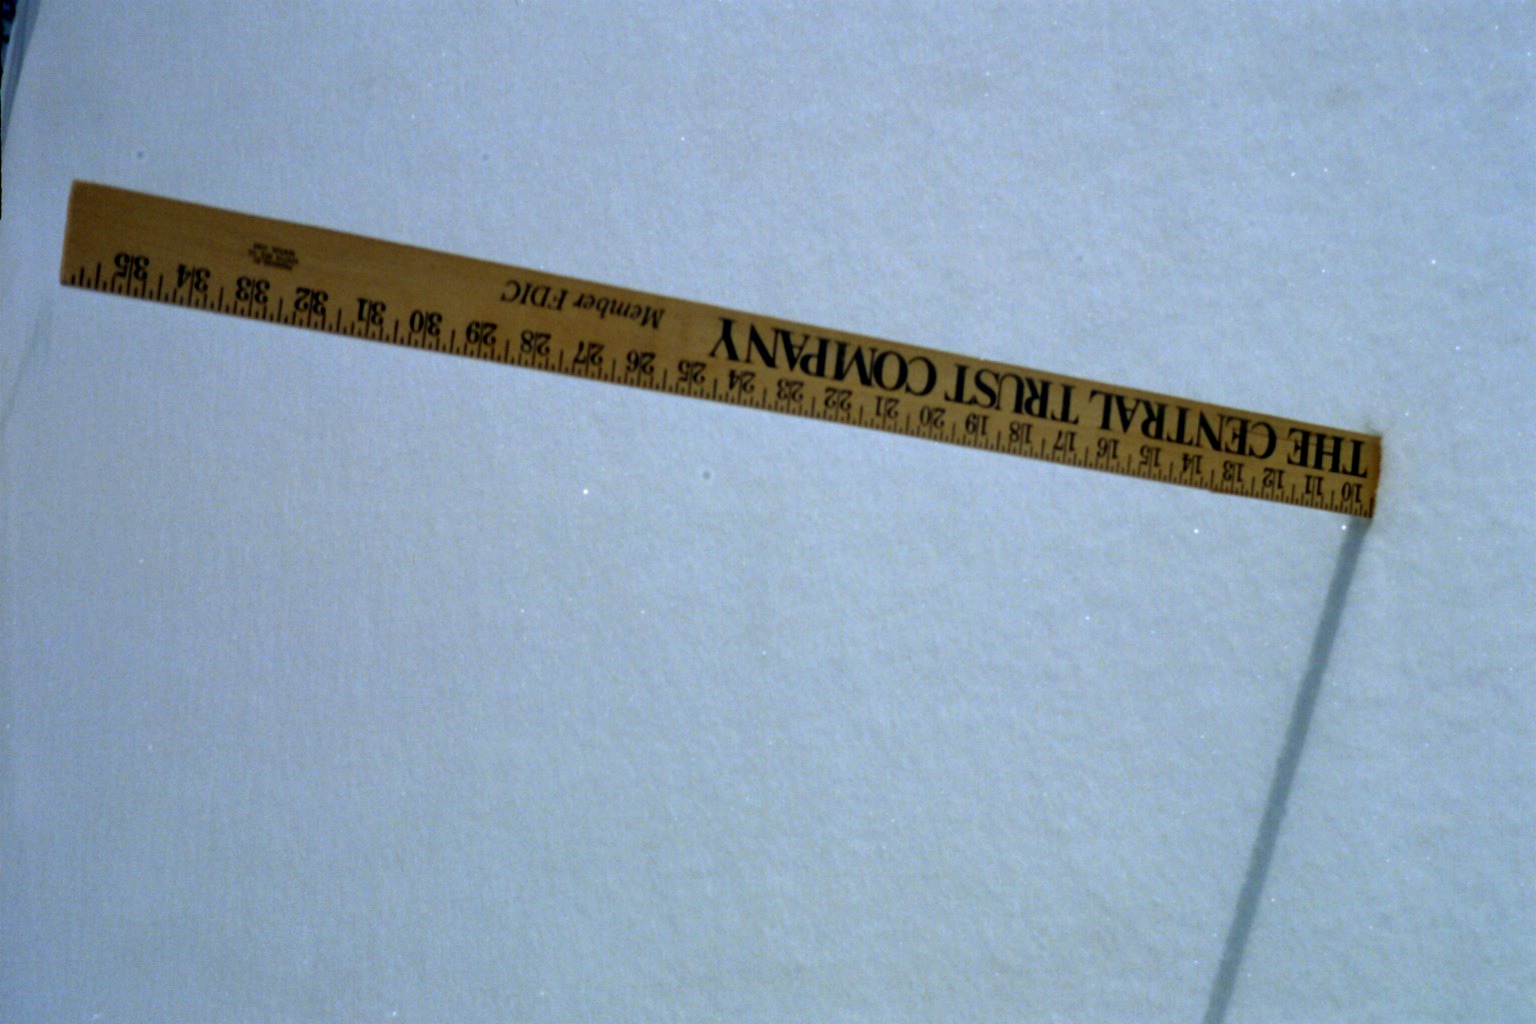 THE CENTRAL TRUST COMPANY
Member FDIC
10 11 12 13 14 15 16 17 18 19 20 21 22 23 24 25 26 27 28 29 30 31 32 33 34 35